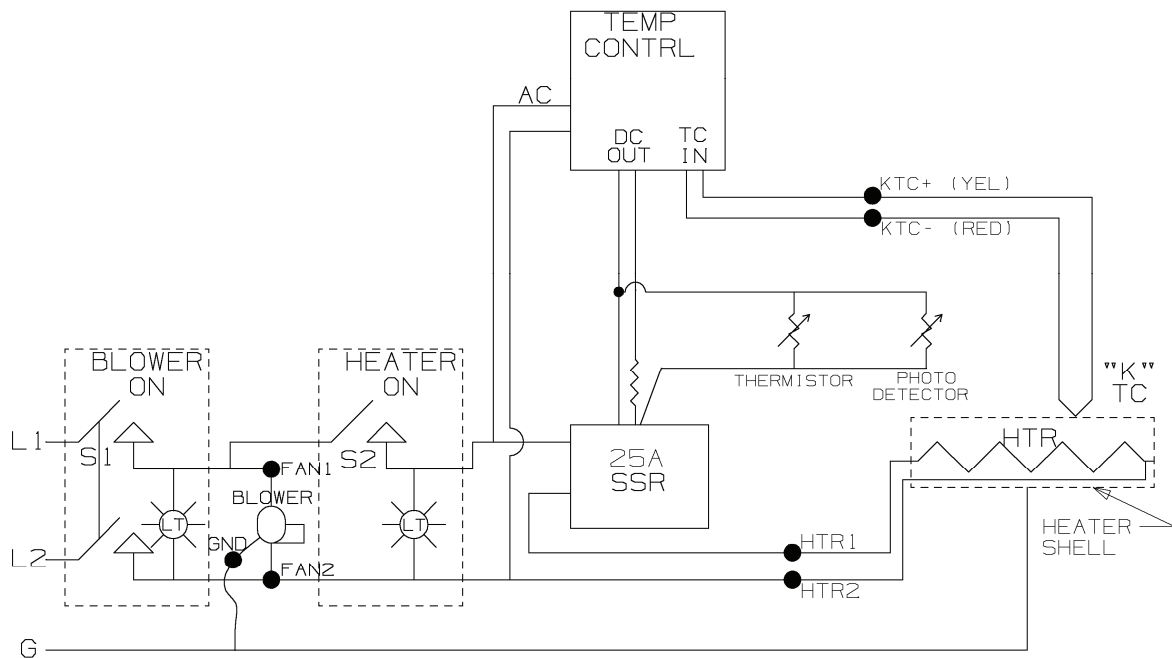 TEMP
CONTRL
AC
DC
OUT
TC
IN
KTC+ (YEL)
KTC- (RED)
BLOWER
ON
HEATER
ON
THERMISTOR
PHOTO
DETECTOR
"K"
TC
L1
S1
S2
FAN1
25A
SSR
HTR
BLOWER
LT
LT
GND
HTR1
HEATER
SHELL
L2
FAN2
HTR2
G